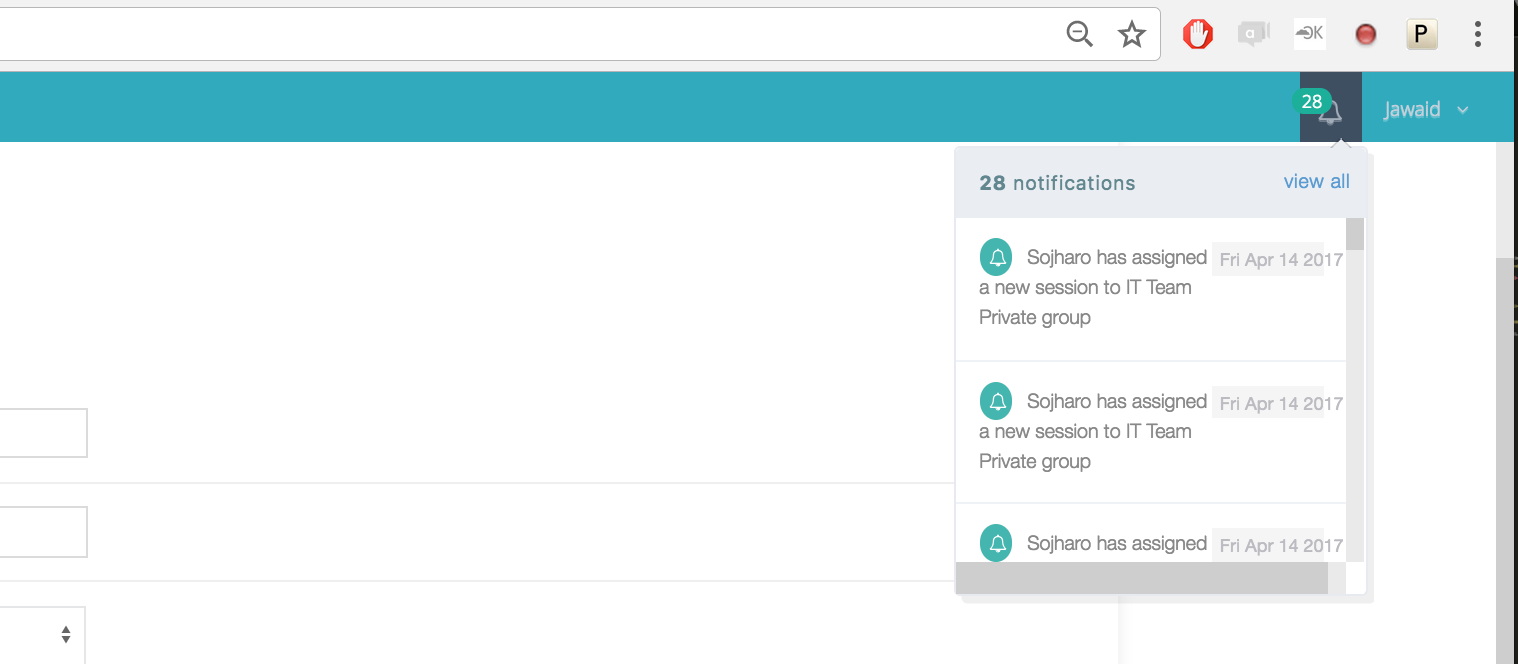 a
OK
P
28
Jawaid
28 notifications
view all
Sojharo has assigned Fri Apr 14 2017
a new session to IT Team
Private group
Sojharo has assigned Fri Apr 14 2017
a new session to IT Team
Private group
Sojharo has assigned Fri Apr 14 2017